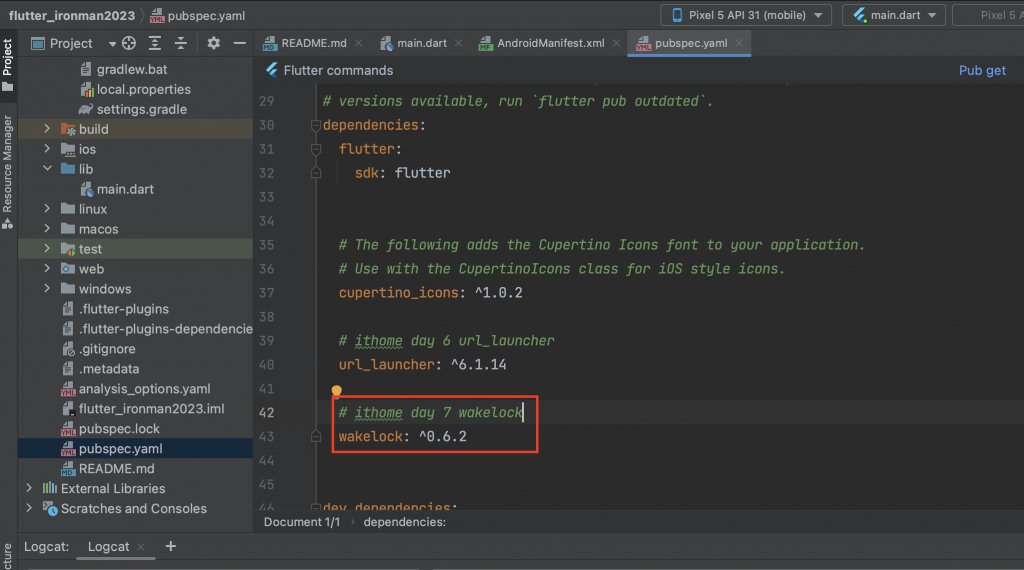 flutter_ironman2023 pubspec.yaml
Pixel 5 API 31 (mobile) main.dart Pixel 5 A
Project
README.md main.dart AndroidManifest.xml pubspec.yaml
Project
Resource Manager
gradlew.bat
local.properties
settings.gradle
build
ios
lib
main.dart
linux
macos
test
web
windows
.flutter-plugins
.flutter-plugins-dependencie
.gitignore
.metadata
analysis_options.yaml
flutter_ironman2023.iml
pubspec.lock
pubspec.yaml
README.md
External Libraries
Scratches and Consoles
Flutter commands Pub get
29 # versions available, run `flutter pub outdated`.
30 dependencies:
31 flutter:
32 sdk: flutter
33
34
35 # The following adds the Cupertino Icons font to your application.
36 # Use with the CupertinoIcons class for iOS style icons.
37 cupertino_icons: ^1.0.2
38
39 # ithome day 6 url_launcher
40 url_launcher: ^6.1.14
41
42 # ithome day 7 wakelock
43 wakelock: ^0.6.2
44
45
46 dev_dependencies:
Document 1/1 dependencies:
cture
Logcat: Logcat